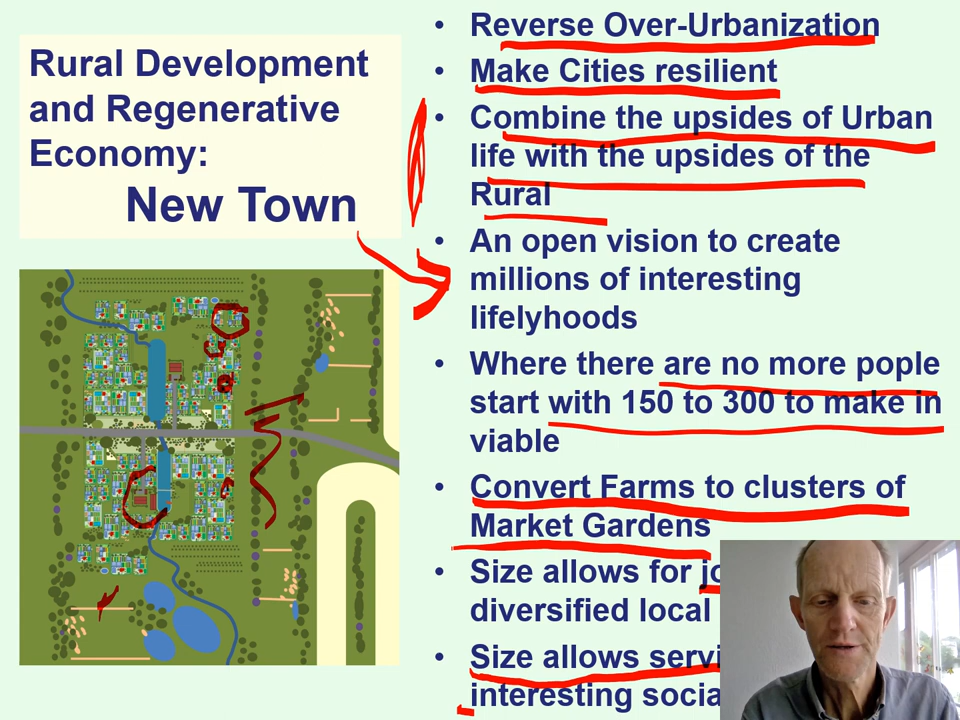 Rural Development
and Regenerative
Economy:
New Town
• Reverse Over-Urbanization
• Make Cities resilient
• Combine the upsides of Urban
life with the upsides of the
Rural
• An open vision to create
millions of interesting
lifelyhoods
• Where there are no more pople
start with 150 to 300 to make in
viable
• Convert Farms to clusters of
Market Gardens
• Size allows for
diversified local
• Size allows
interesting